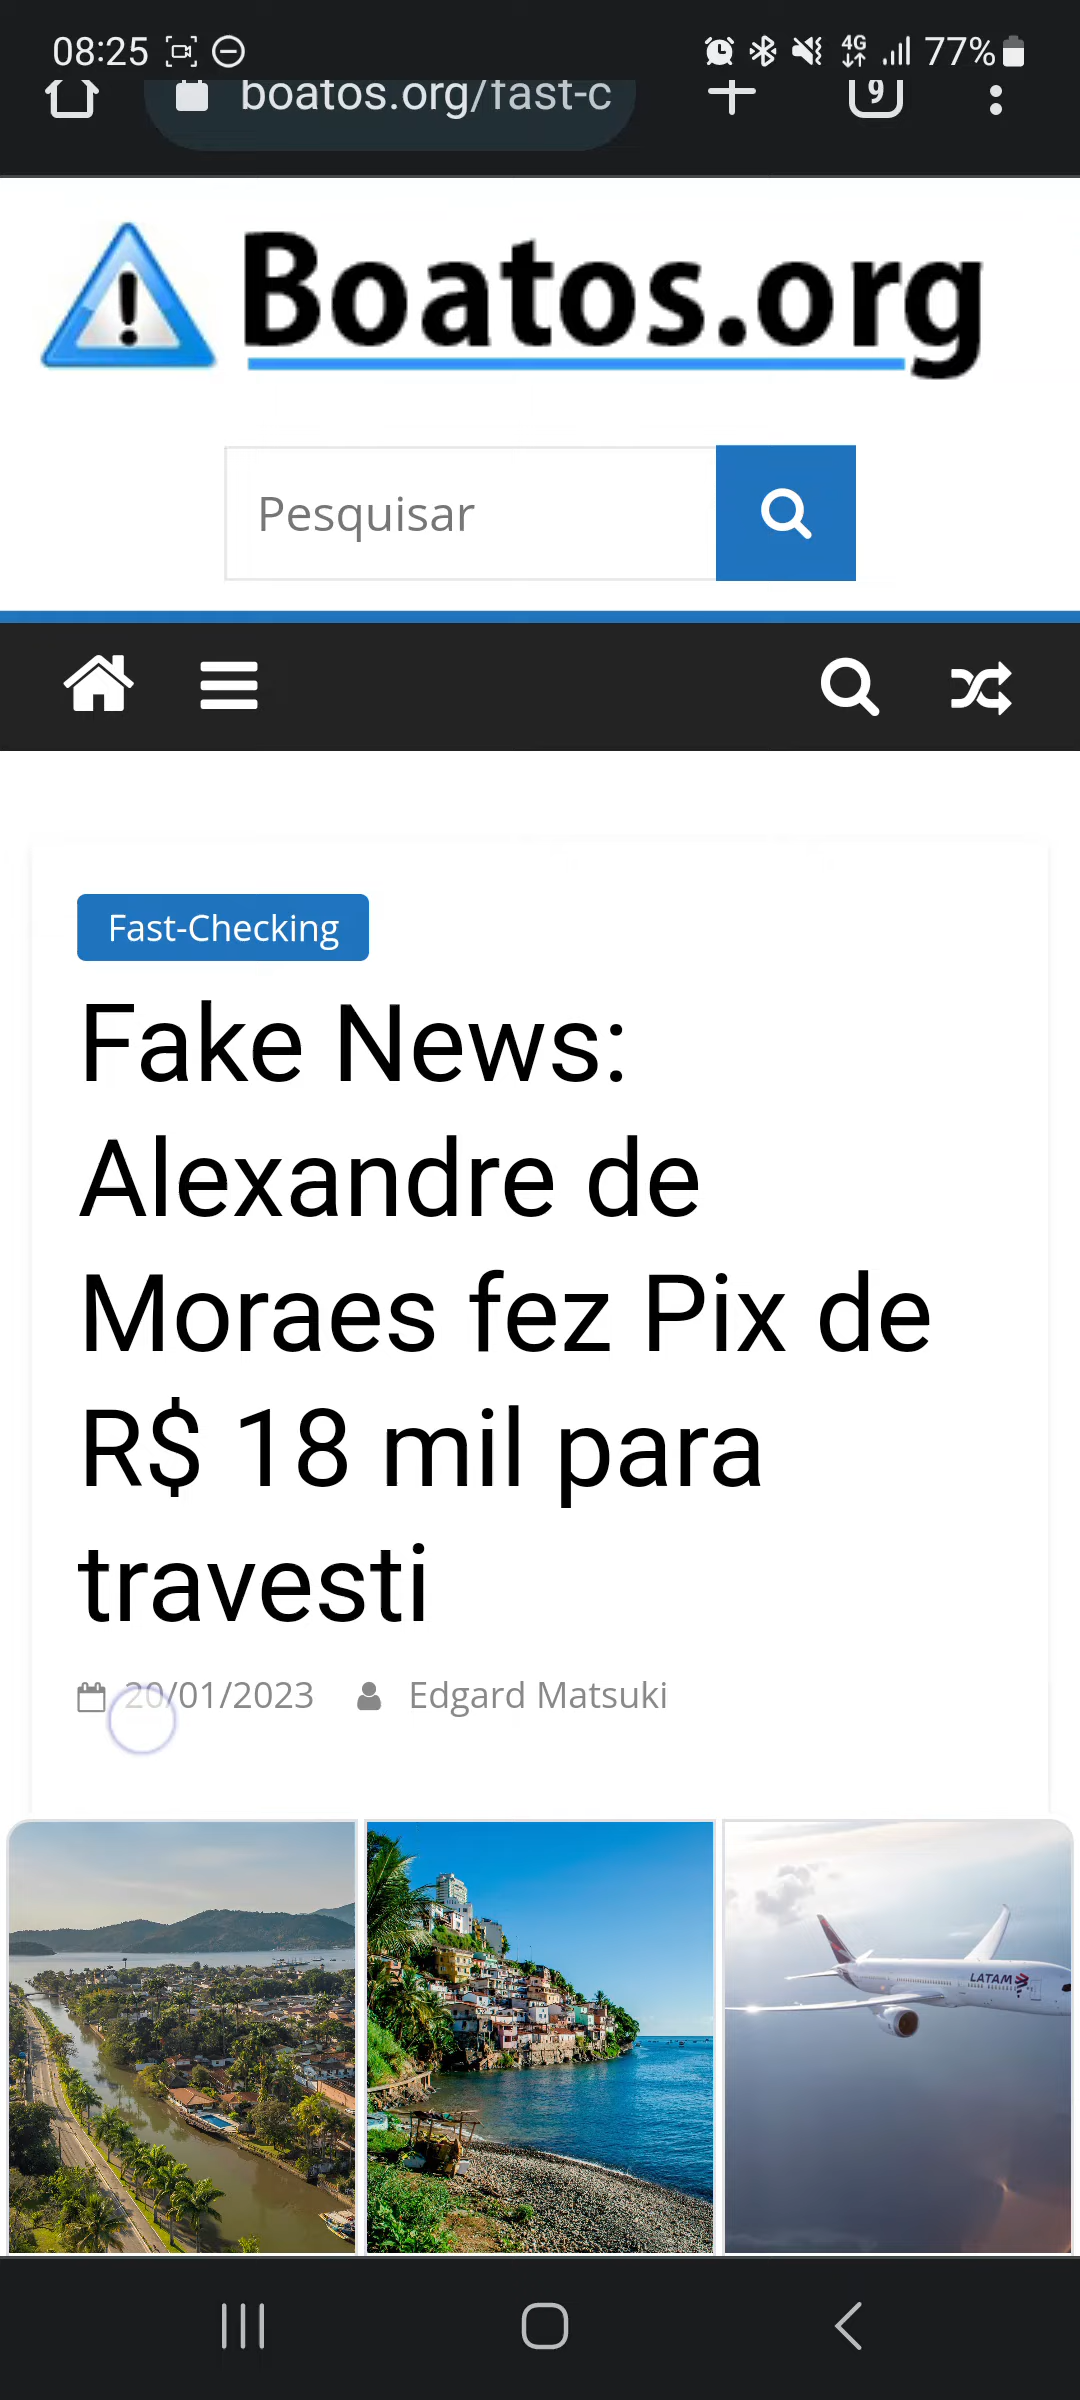 08:25 4G 77%
boatos.org/fast-c 9
Boatos.org
Pesquisar
Fast-Checking
Fake News:
Alexandre de
Moraes fez Pix de
R$ 18 mil para
travesti
20/01/2023 Edgard Matsuki
LATAM